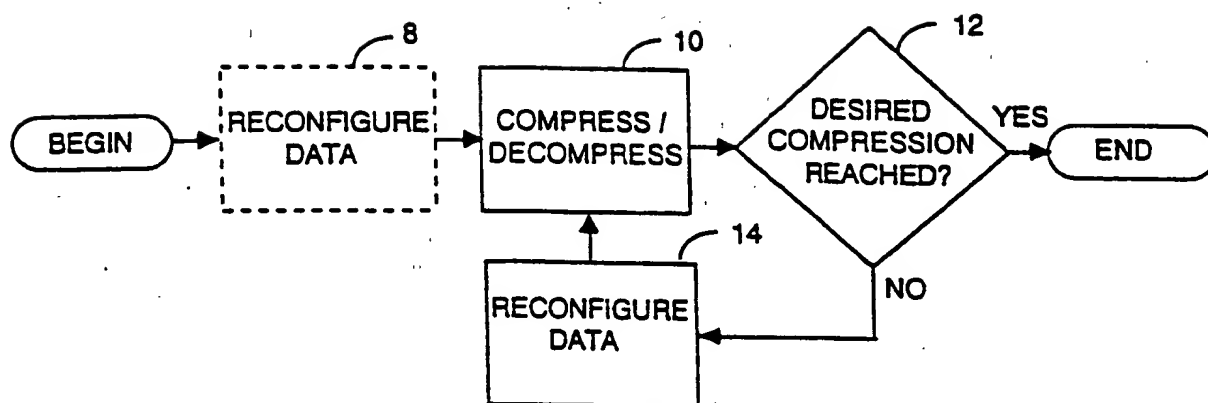 8
10
12
BEGIN
RECONFIGURE
DATA
COMPRESS /
DECOMPRESS
DESIRED
COMPRESSION
REACHED?
YES
END
14
NO
RECONFIGURE
DATA